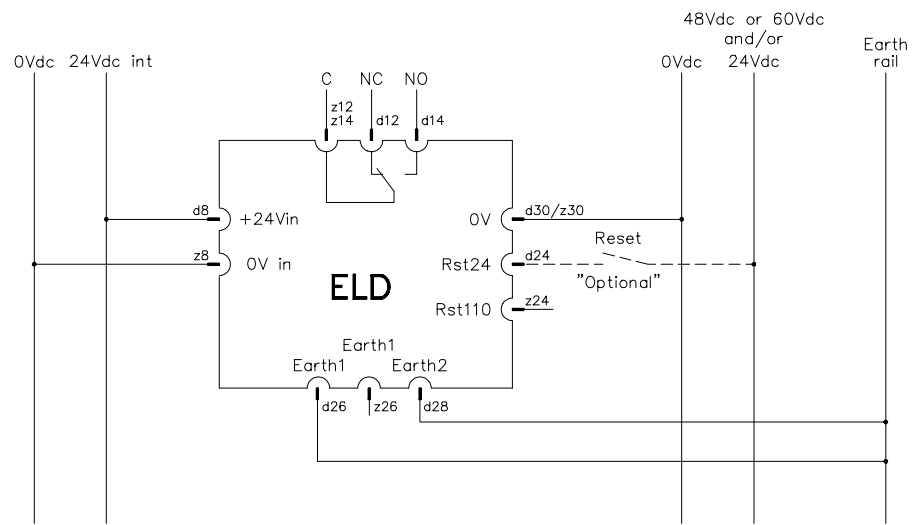 48Vdc or 60Vdc
and/or
0Vdc 24Vdc int
0Vdc 24Vdc
Earth
rail
C NC NO
z12
z14 d12 d14
d8 +24Vin
0V d30/z30
z8 0V in
Rst24 d24
Reset
"Optional"
ELD
Rst110 z24
Earth1
Earth1 Earth2
d26 z26 d28